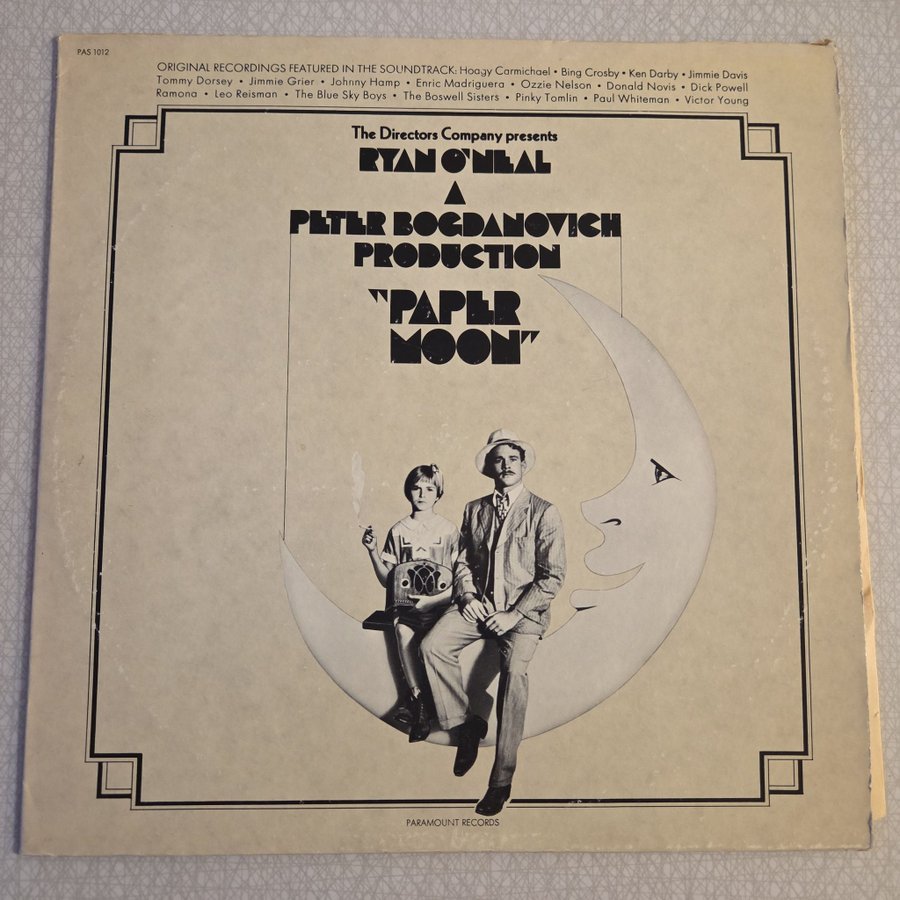 PAS 1012
ORIGINAL RECORDINGS FEATURED IN THE SOUNDTRACK: Hoagy Carmichael • Bing Crosby • Ken Darby • Jimmie Davis
Tommy Dorsey • Jimmie Grier • Johnny Hamp • Enric Madriguera • Ozzie Nelson • Donald Novis • Dick Powell
Ramona • Leo Reisman • The Blue Sky Boys • The Boswell Sisters • Pinky Tomlin • Paul Whiteman • Victor Young
The Directors Company presents
RYAN O'NEAL
A
PETER BOGDANOVICH
PRODUCTION
"PAPER
MOON"
PARAMOUNT RECORDS